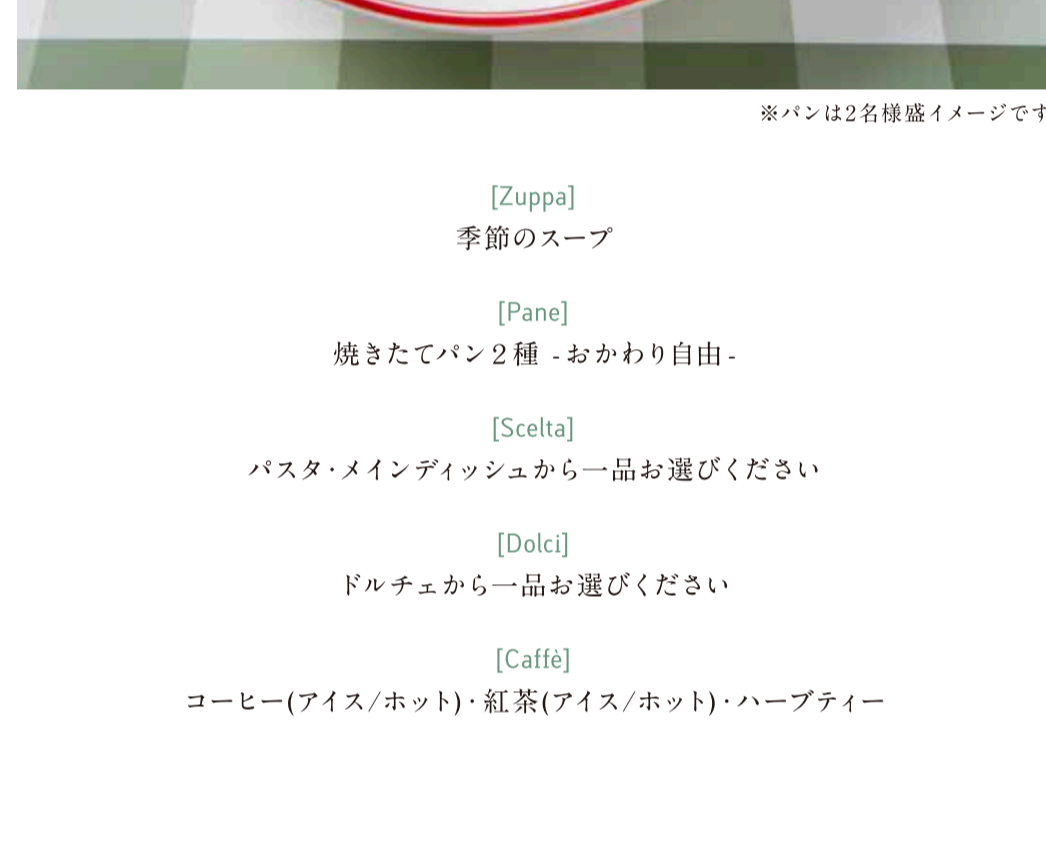 ※パンは2名様盛イメージです
[Zuppa]
季節のスープ
[Pane]
焼きたてパン2種 -おかわり自由-
[Scelta]
パスタ·メインディッシュから一品お選びください
[Dolci]
ドルチェから一品お選びください
[Caffè]
コーヒー(アイス/ホット)·紅茶(アイス/ホット)·ハーブティー